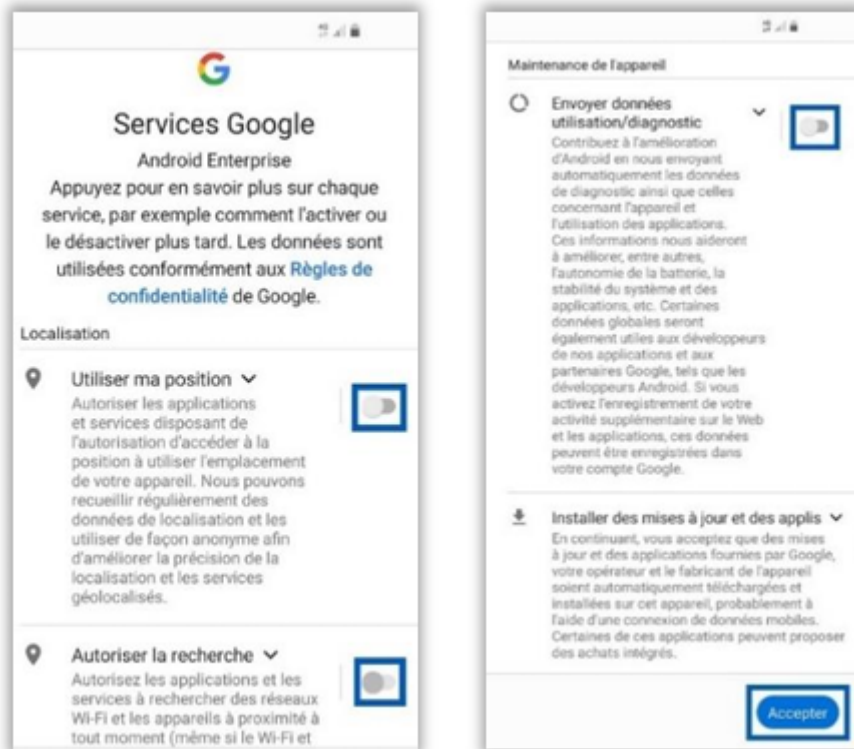 Services Google
Android Enterprise
Appuyez pour en savoir plus sur chaque
service, par exemple comment l'activer ou
le désactiver plus tard. Les données sont
utilisées conformément aux Règles de
confidentialité de Google.
Localisation
Utiliser ma position
Autoriser les applications
et services disposant de
l'autorisation d'accéder à la
position à utiliser l'emplacement
de votre appareil. Nous pouvons
recueillir régulièrement des
données de localisation et les
utiliser de façon anonyme afin
d'améliorer la précision de la
localisation et les services
géolocalisés.
Autoriser la recherche
Autorisez les applications et les
services à rechercher des réseaux
Wi-Fi et les appareils à proximité à
tout moment (même si le Wi-Fi et
Maintenance de l'appareil
Envoyer données
utilisation/diagnostic
Contribuez à l'amélioration
d'Android en nous envoyant
automatiquement les données
de diagnostic ainsi que celles
concernant l'appareil et
l'utilisation des applications.
Ces informations nous aideront
à améliorer, entre autres,
l'autonomie de la batterie, la
stabilité du système et des
applications, etc. Certaines
données globales seront
également utiles aux développeurs
de nos applications et aux
partenaires Google, tels que les
développeurs Android. Si vous
activez l'enregistrement de votre
activité supplémentaire sur le Web
et les applications, ces données
peuvent être enregistrées dans
votre compte Google.
Installer des mises à jour et des applis
En continuant, vous acceptez que des mises
à jour et des applications fournies par Google,
votre opérateur et le fabricant de l'appareil
soient automatiquement téléchargées et
installées sur cet appareil, probablement à
l'aide d'une connexion de données mobiles.
Certaines de ces applications peuvent proposer
des achats intégrés.
Accepter